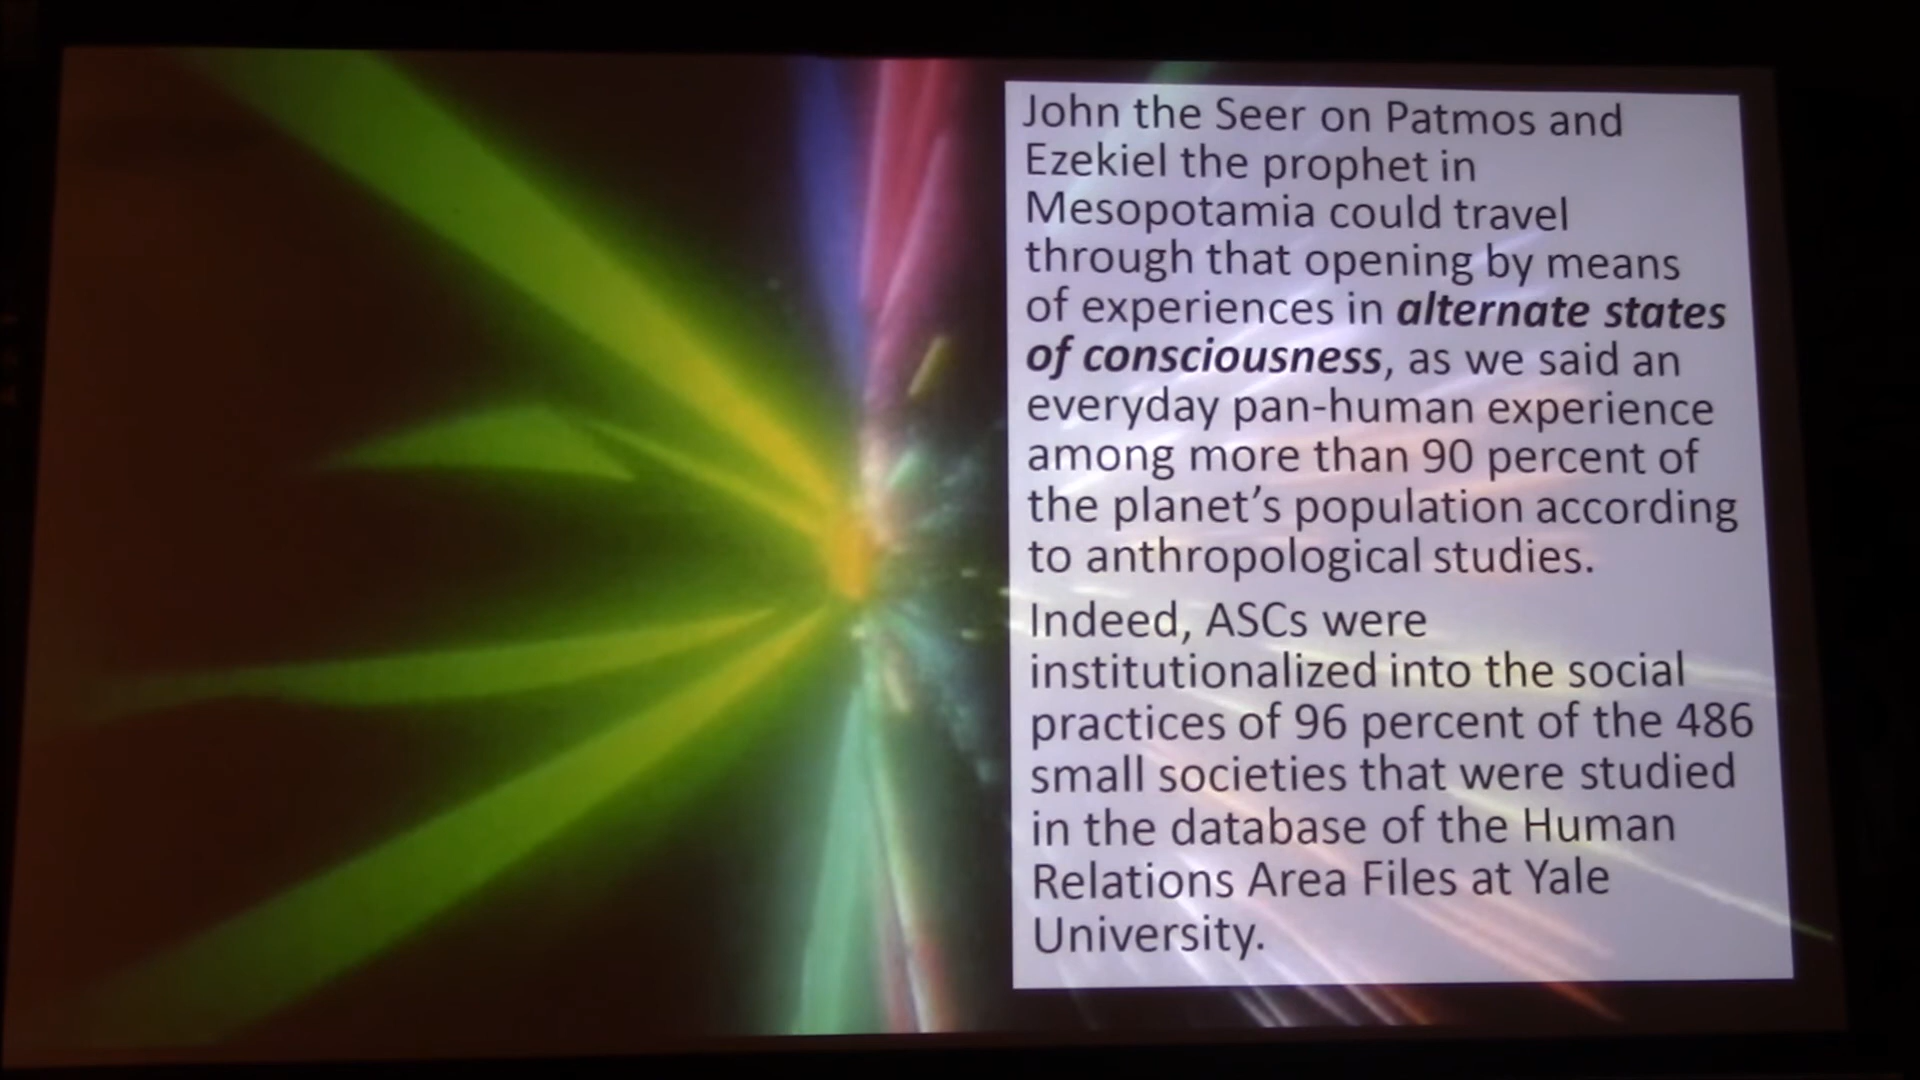 John the Seer on Patmos and
Ezekiel the prophet in
Mesopotamia could travel
through that opening by means
of experiences in alternate states
of consciousness, as we said an
everyday pan-human experience
among more than 90 percent of
the planet’s population according
to anthropological studies.
Indeed, ASCs were
institutionalized into the social
practices of 96 percent of the 486
small societies that were studied
in the database of the Human
Relations Area Files at Yale
University.